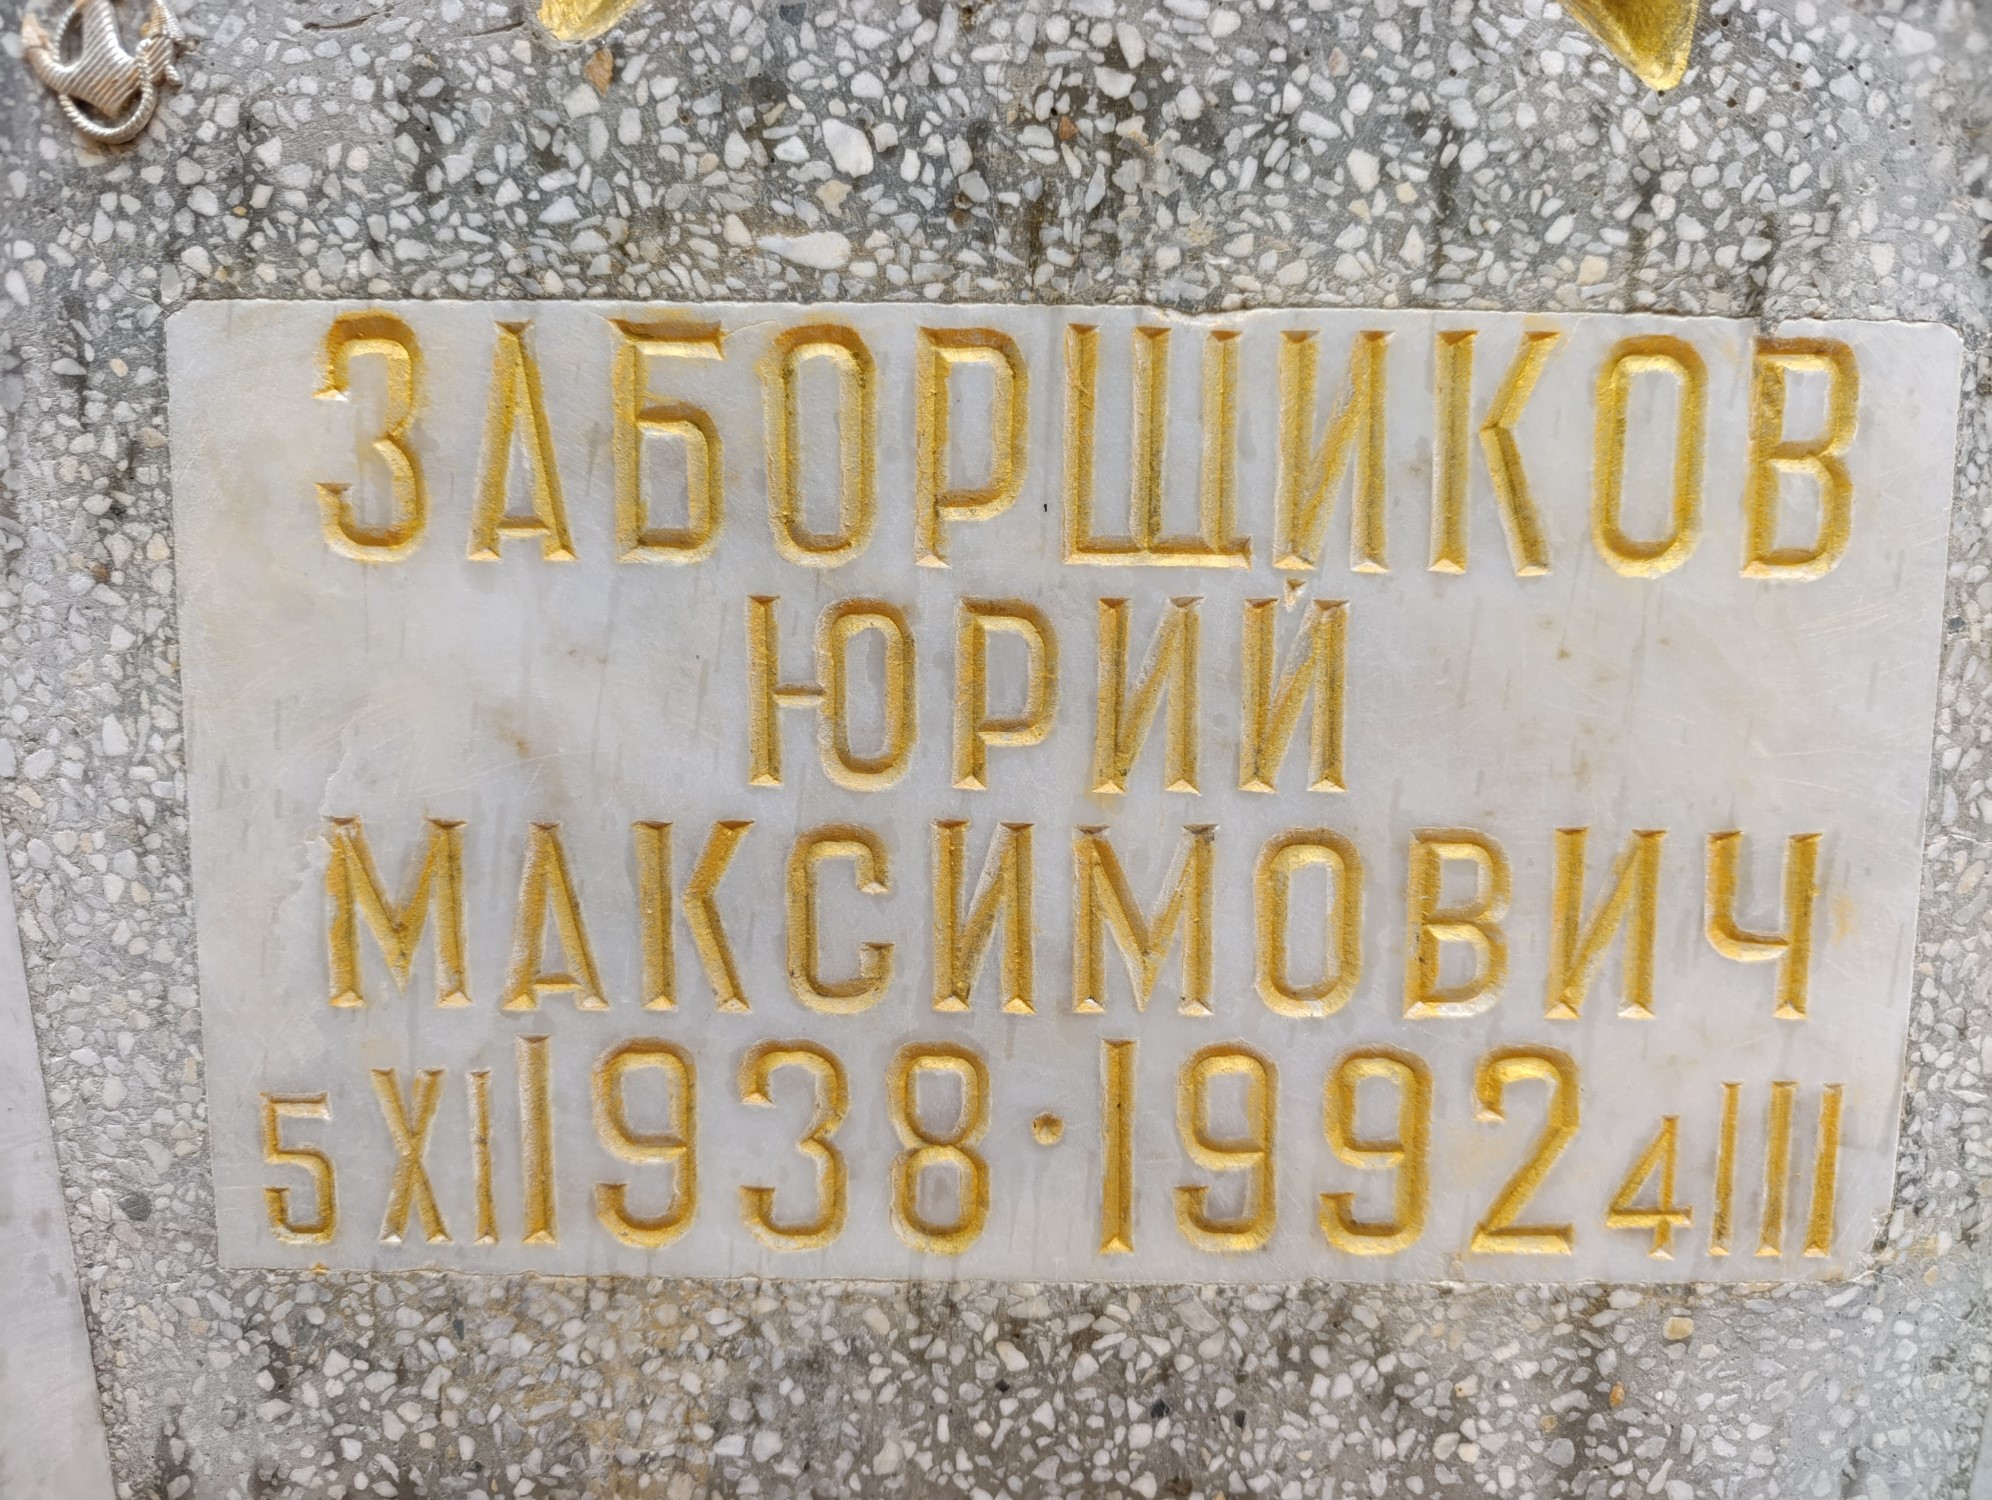 ЗАБОРЩИКОВ
ЮРИЙ
МАКСИМОВИЧ
5 XI 1938 · 1992 4 III